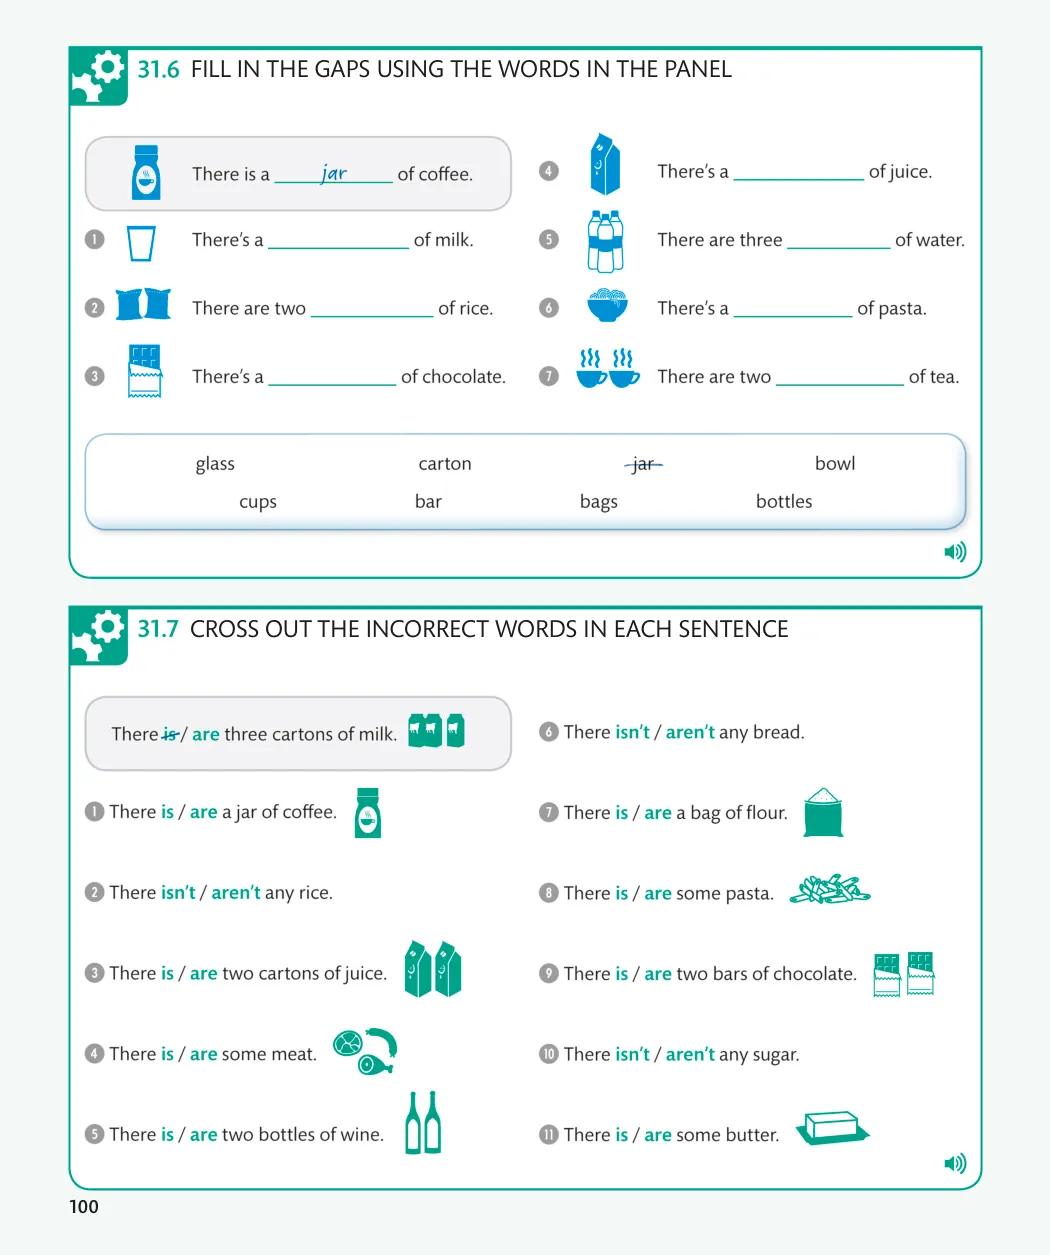 31.6 FILL IN THE GAPS USING THE WORDS IN THE PANEL
There is a jar of coffee.
1 There's a ______ of milk.
2 There are two ______ of rice.
3 There's a ______ of chocolate.
4 There's a ______ of juice.
5 There are three ______ of water.
6 There's a ______ of pasta.
7 There are two ______ of tea.
glass carton jar bowl
cups bar bags bottles
31.7 CROSS OUT THE INCORRECT WORDS IN EACH SENTENCE
There is / are three cartons of milk.
1 There is / are a jar of coffee.
2 There isn't / aren't any rice.
3 There is / are two cartons of juice.
4 There is / are some meat.
5 There is / are two bottles of wine.
6 There isn't / aren't any bread.
7 There is / are a bag of flour.
8 There is / are some pasta.
9 There is / are two bars of chocolate.
10 There isn't / aren't any sugar.
11 There is / are some butter.
100